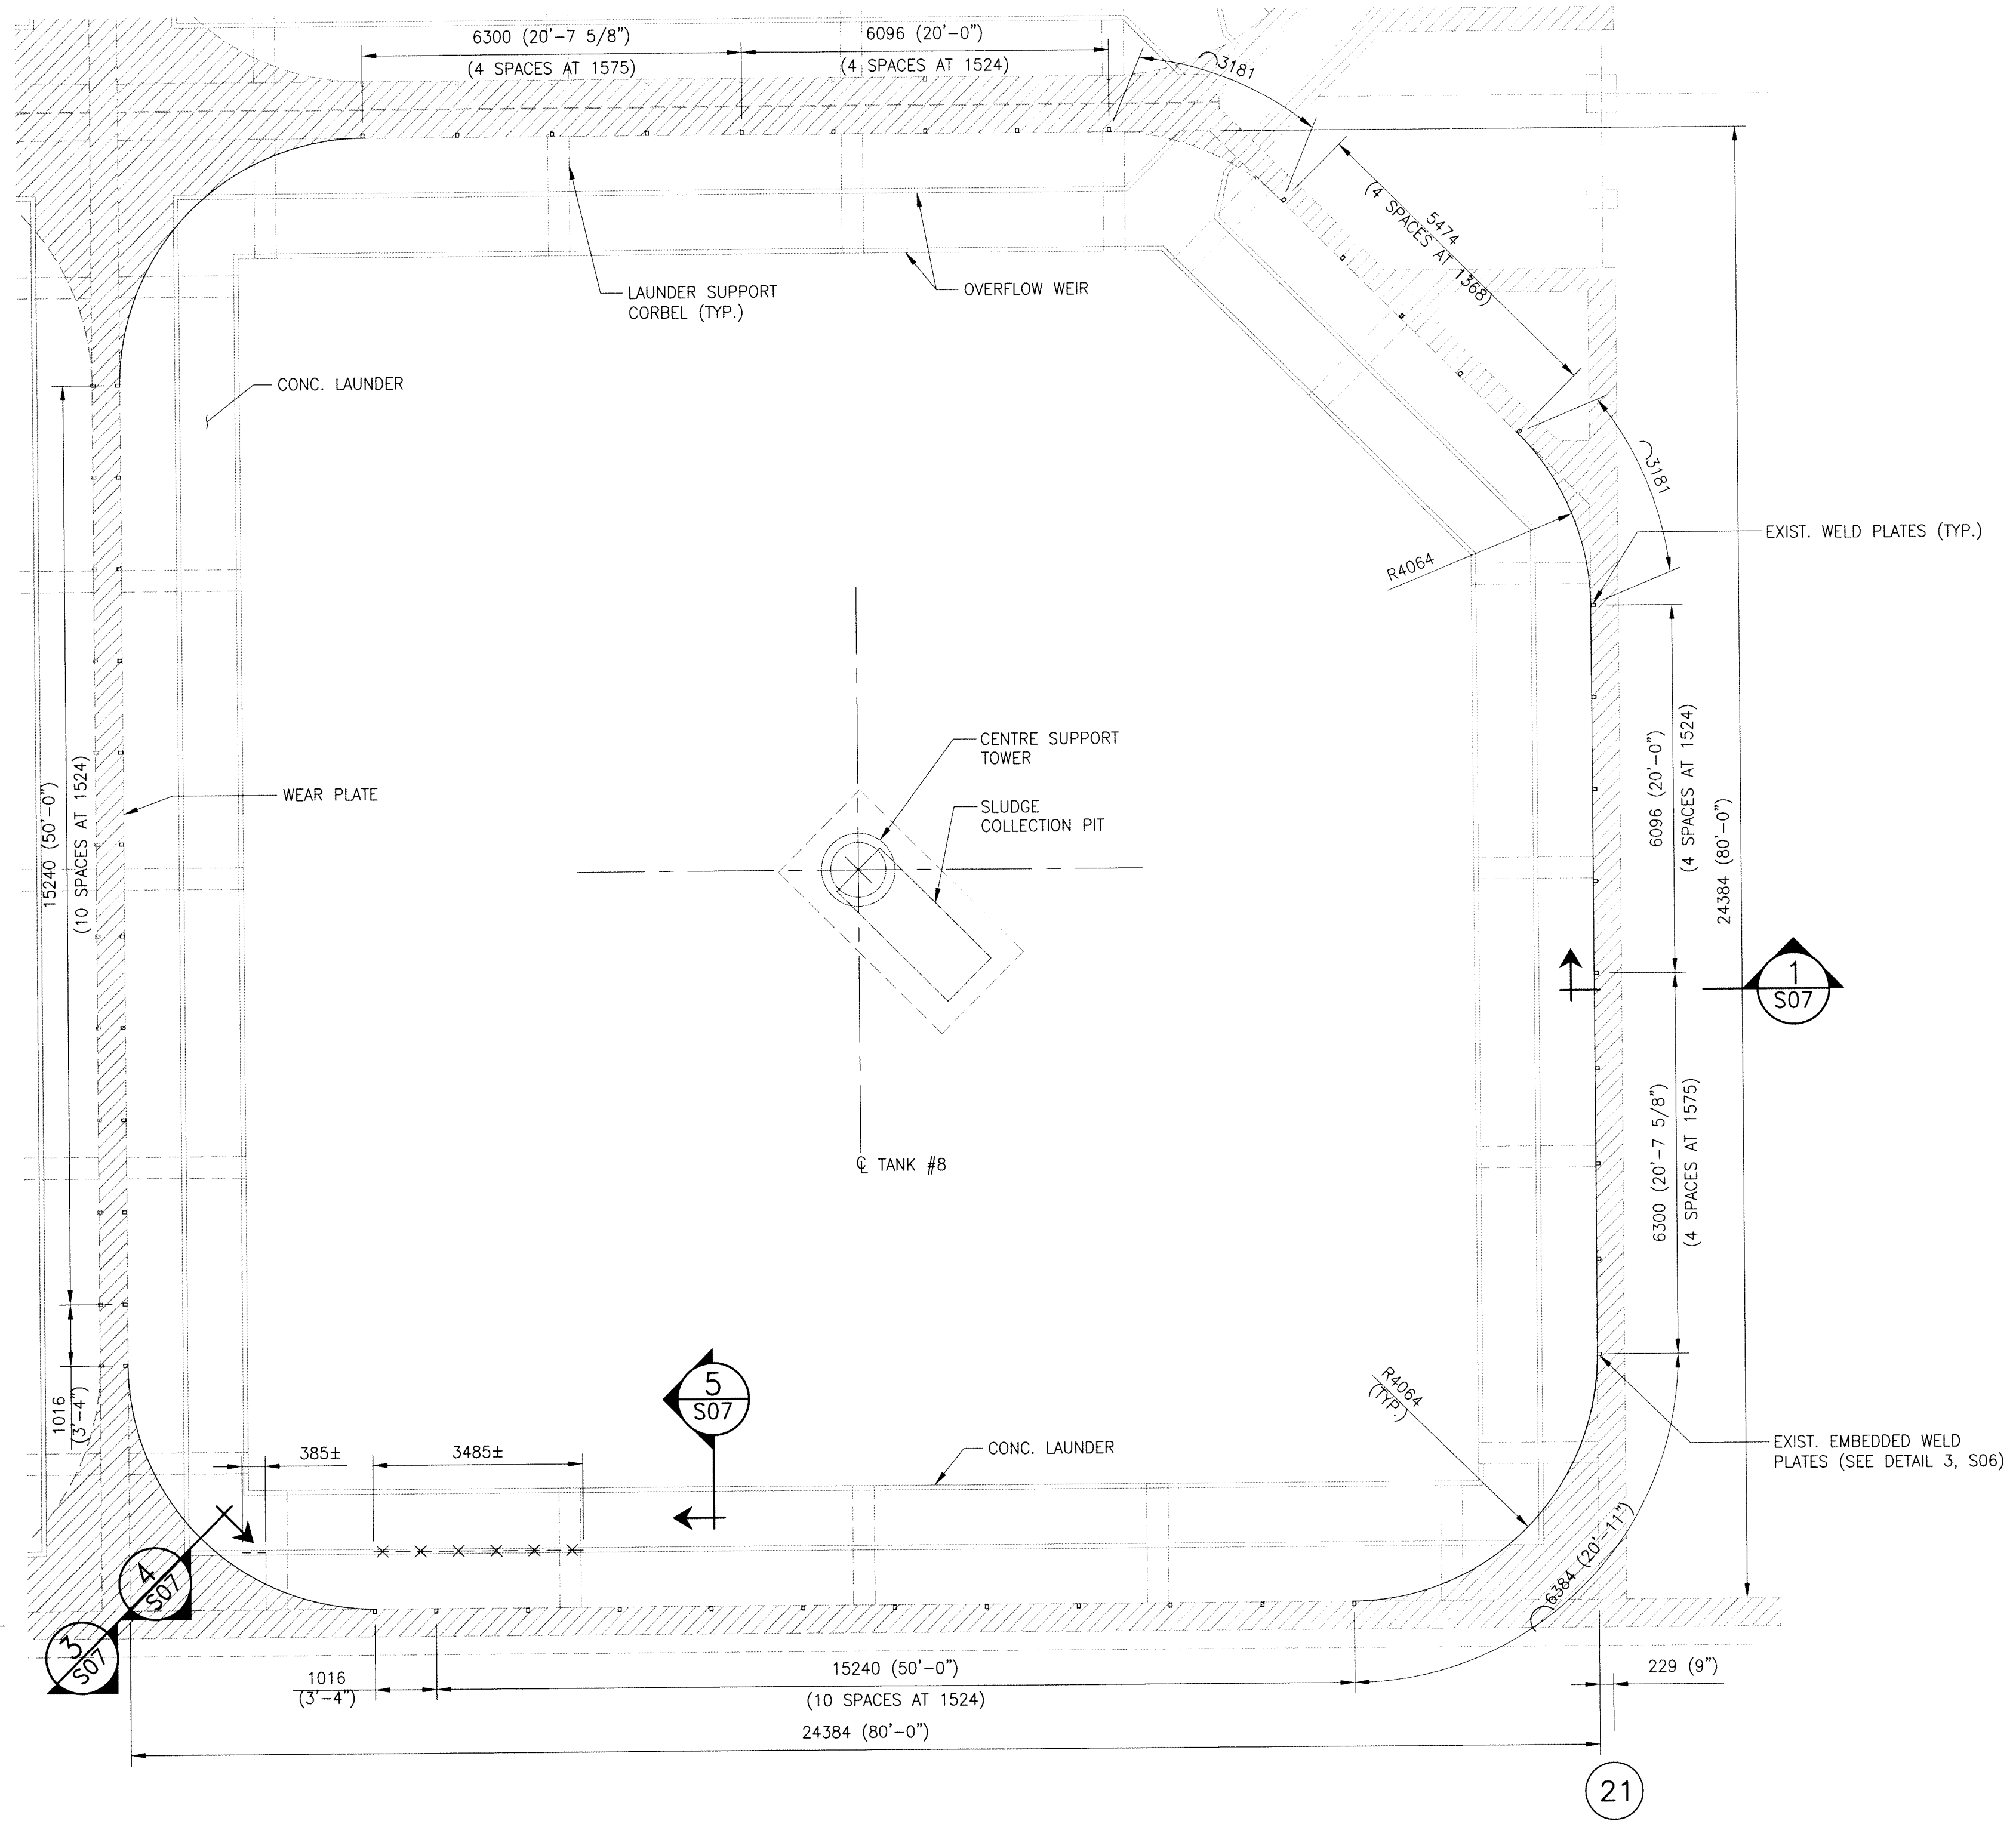 6300 (20'-7 5/8")
(4 SPACES AT 1575)
6096 (20'-0")
(4 SPACES AT 1524)
3181
5474
(4 SPACES AT 1368)
LAUNDER SUPPORT
CORBEL (TYP.)
OVERFLOW WEIR
CONC. LAUNDER
3181
R4064
EXIST. WELD PLATES (TYP.)
15240 (50'-0")
(10 SPACES AT 1524)
WEAR PLATE
CENTRE SUPPORT
TOWER
SLUDGE
COLLECTION PIT
6096 (20'-0")
(4 SPACES AT 1524)
24384 (80'-0")
1
S07
℄ TANK #8
6300 (20'-7 5/8")
(4 SPACES AT 1575)
1016
(3'-4")
5
S07
R4064
(TYP.)
385±
3485±
CONC. LAUNDER
EXIST. EMBEDDED WELD
PLATES (SEE DETAIL 3, S06)
4
S07
3
S07
6384 (20'-11")
1016
(3'-4")
15240 (50'-0")
(10 SPACES AT 1524)
229 (9")
24384 (80'-0")
21